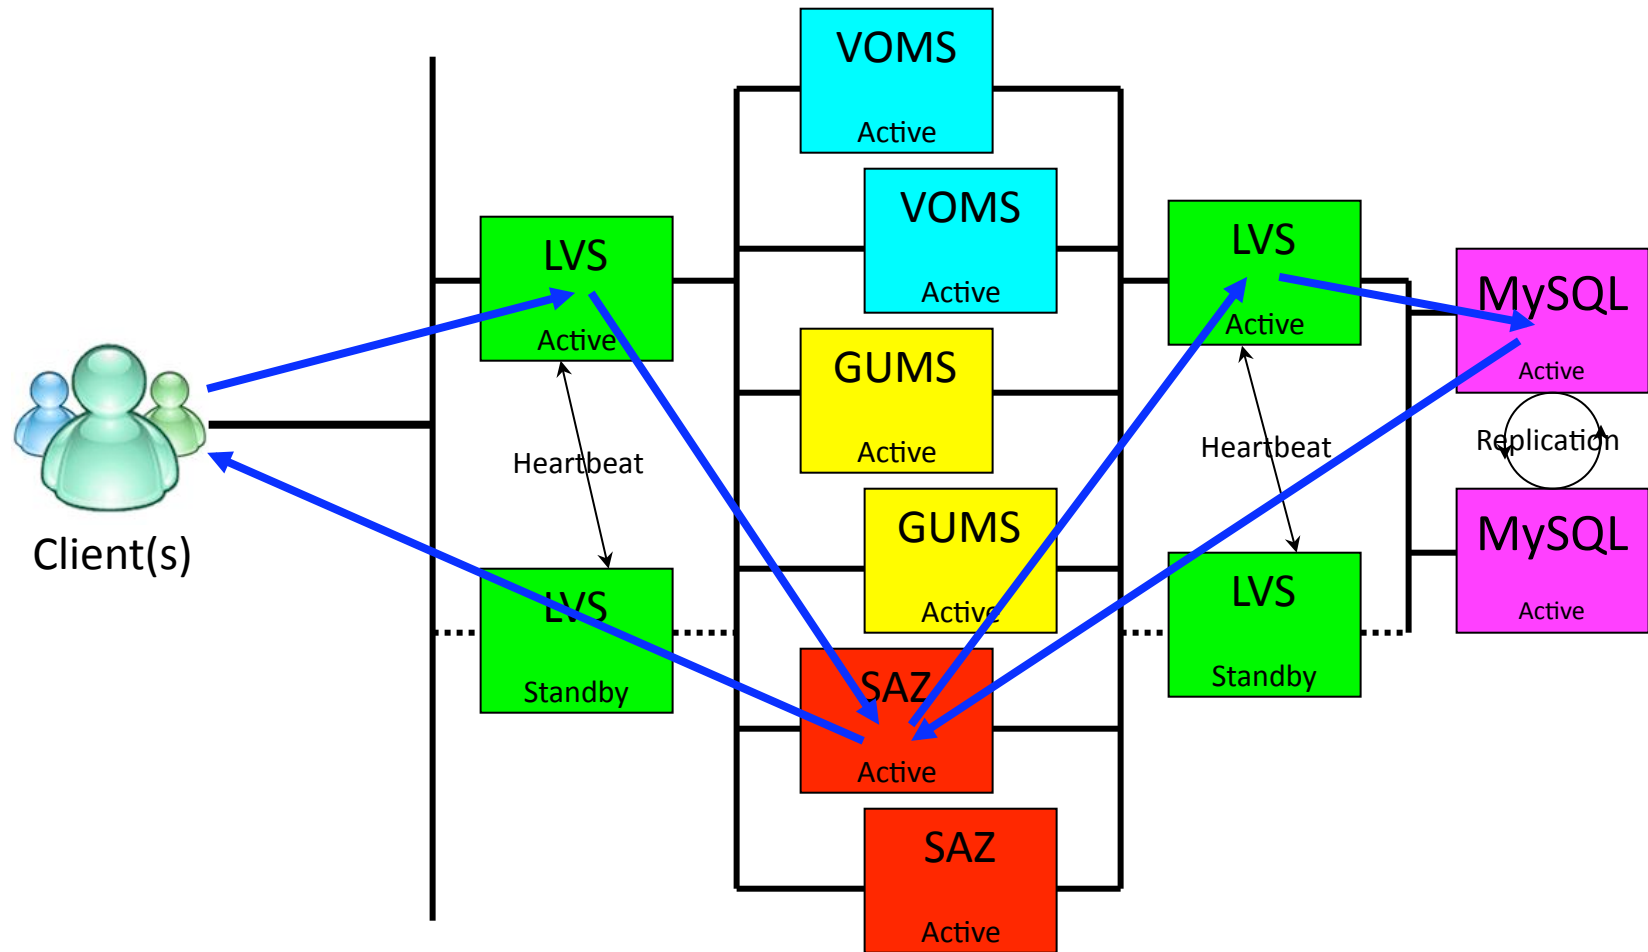 VOMS
Active
VOMS
Active
LVS
Active
LVS
Active
MySQL
Active
GUMS
Active
Heartbeat
Heartbeat
Replication
GUMS
Active
Client(s)
LVS
Standby
LVS
Standby
MySQL
Active
SAZ
Active
SAZ
Active